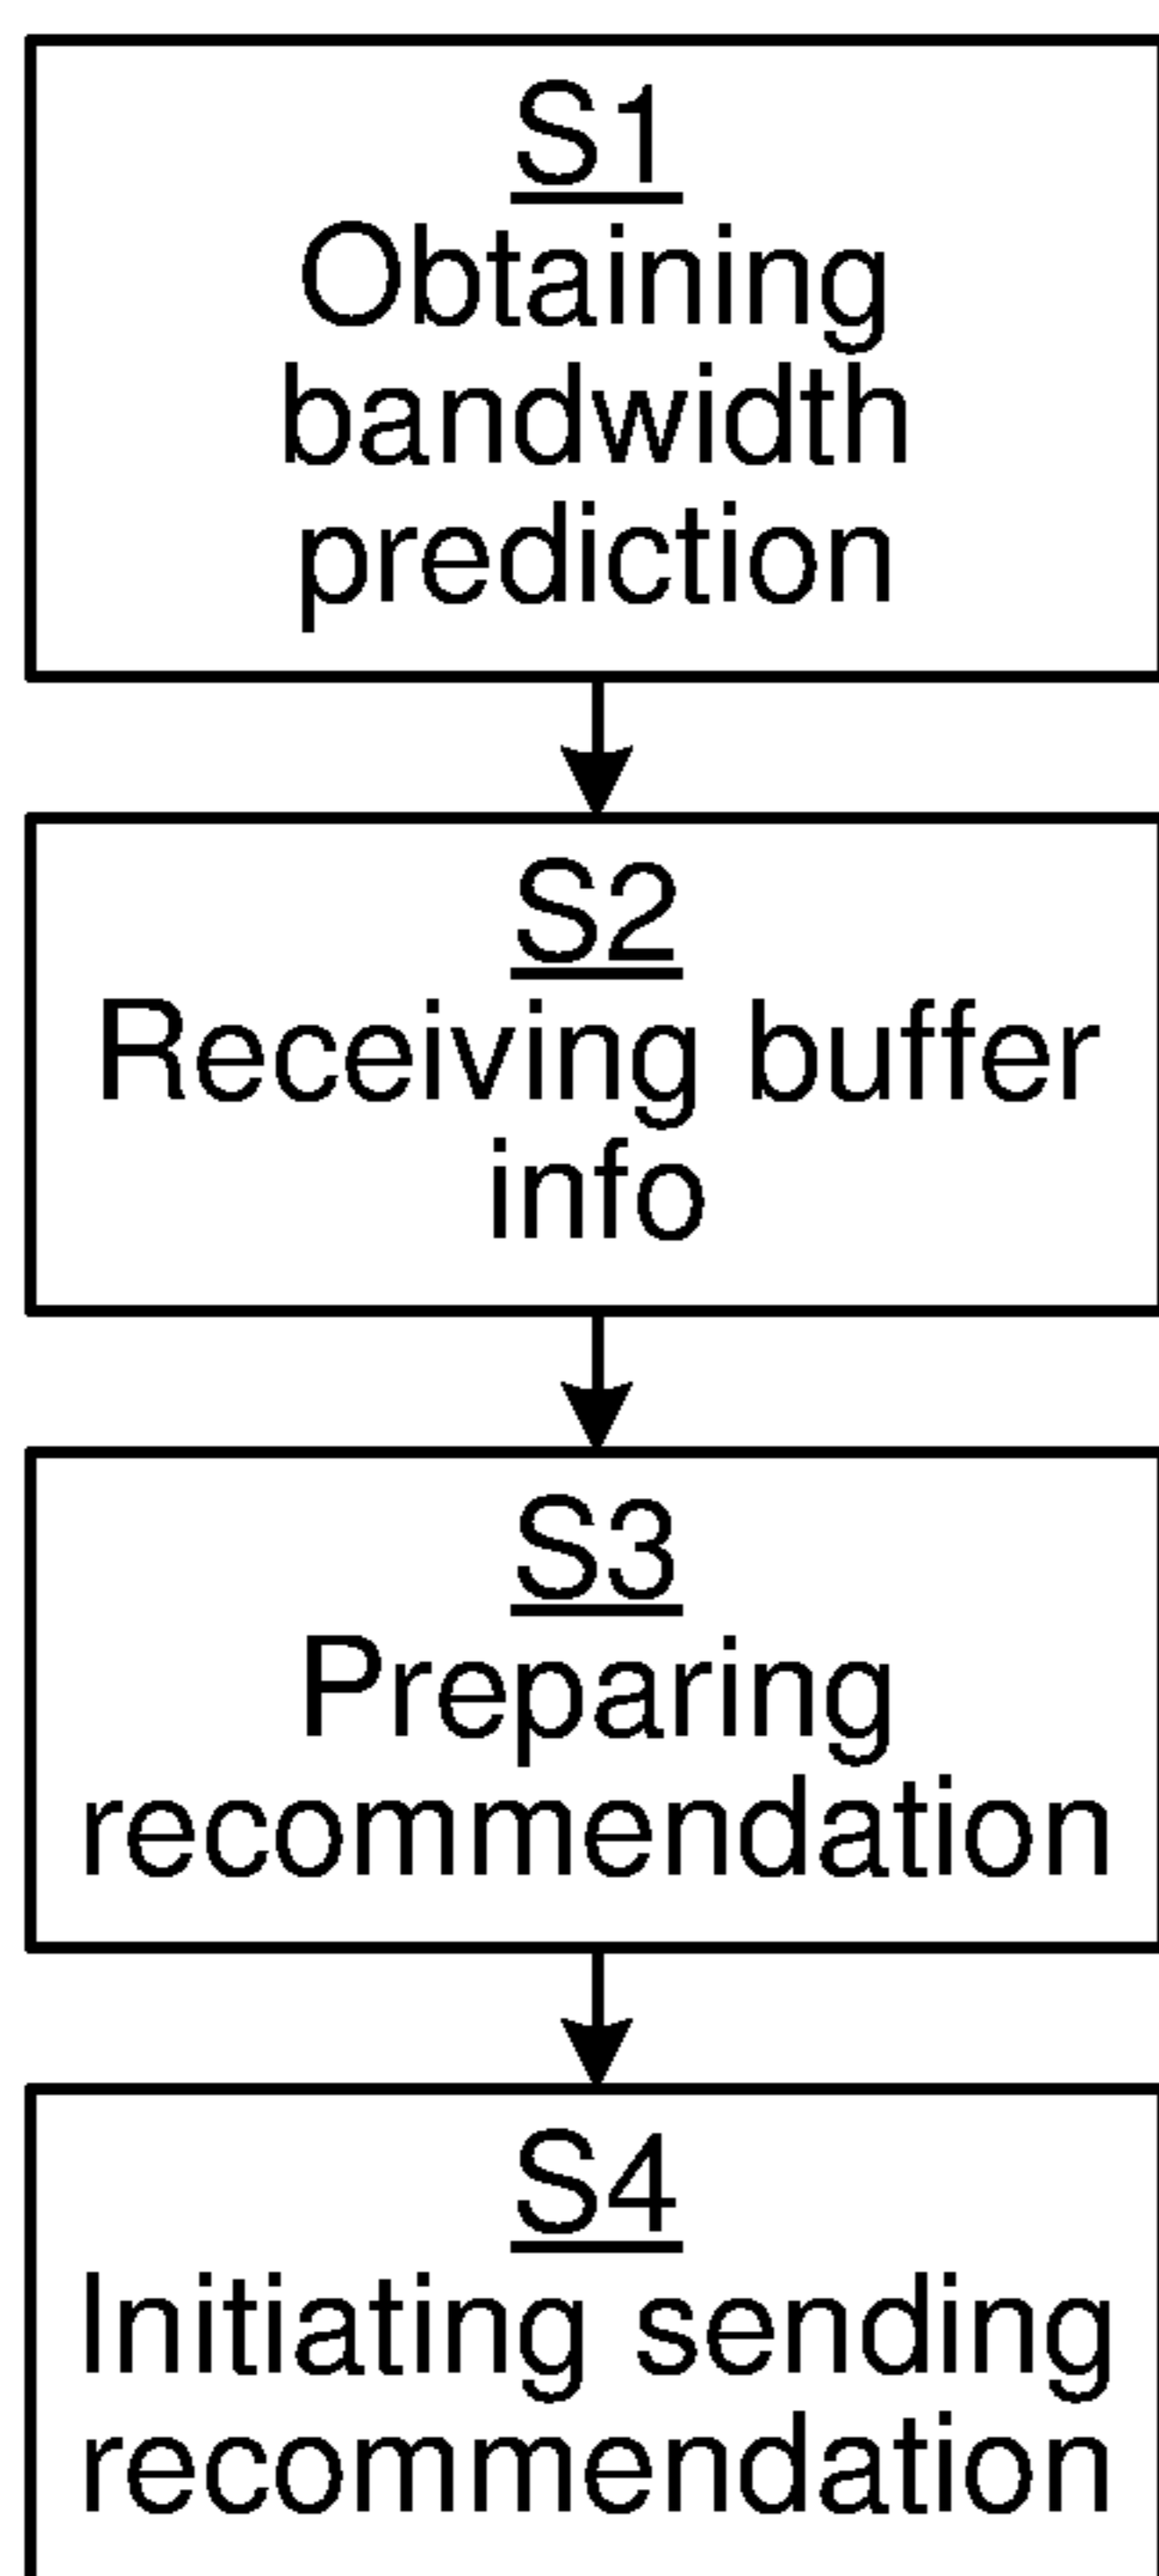 S1
Obtaining
bandwidth
prediction
S2
Receiving buffer
info
S3
Preparing
recommendation
S4
Initiating sending
recommendation